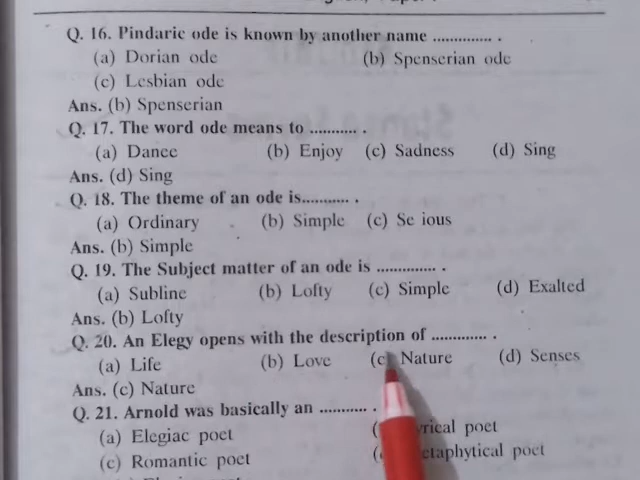 Q. 16. Pindaric ode is known by another name .............. .
(a) Dorian ode (b) Spenserian ode
(c) Lesbian ode
Ans. (b) Spenserian
Q. 17. The word ode means to ........... .
(a) Dance (b) Enjoy (c) Sadness (d) Sing
Ans. (d) Sing
Q. 18. The theme of an ode is........... .
(a) Ordinary (b) Simple (c) Se ious
Ans. (b) Simple
Q. 19. The Subject matter of an ode is .............. .
(a) Subline (b) Lofty (c) Simple (d) Exalted
Ans. (b) Lofty
Q. 20. An Elegy opens with the description of ............. .
(a) Life (b) Love (c) Nature (d) Senses
Ans. (c) Nature
Q. 21. Arnold was basically an ........... .
(a) Elegiac poet poet
(c) Romantic poet poet